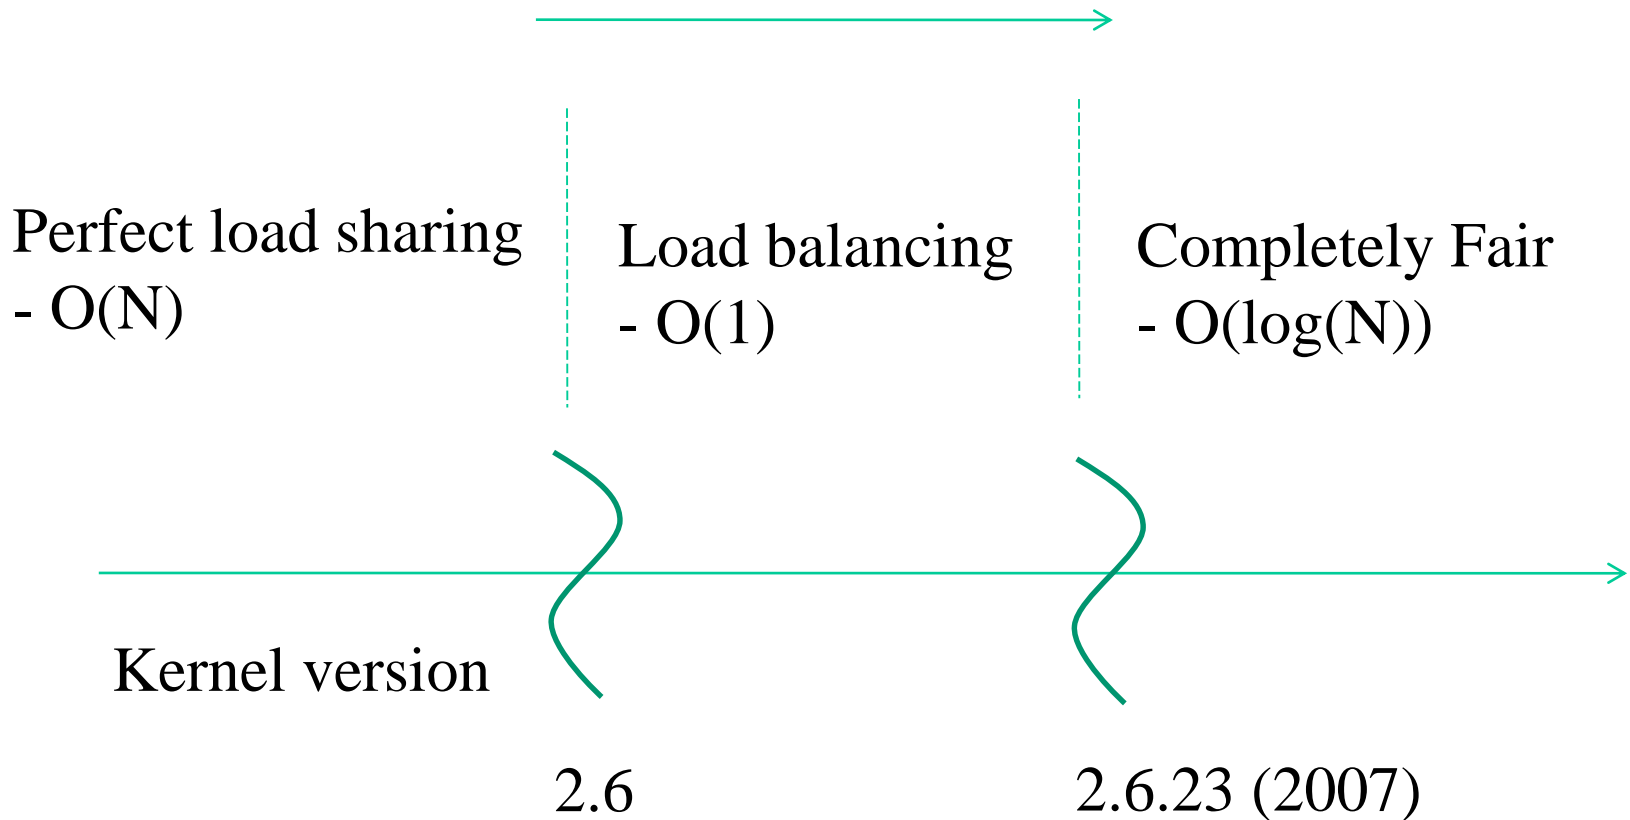 Perfect load sharing
- O(N)
Load balancing
- O(1)
Completely Fair
- O(log(N))
Kernel version
2.6
2.6.23 (2007)